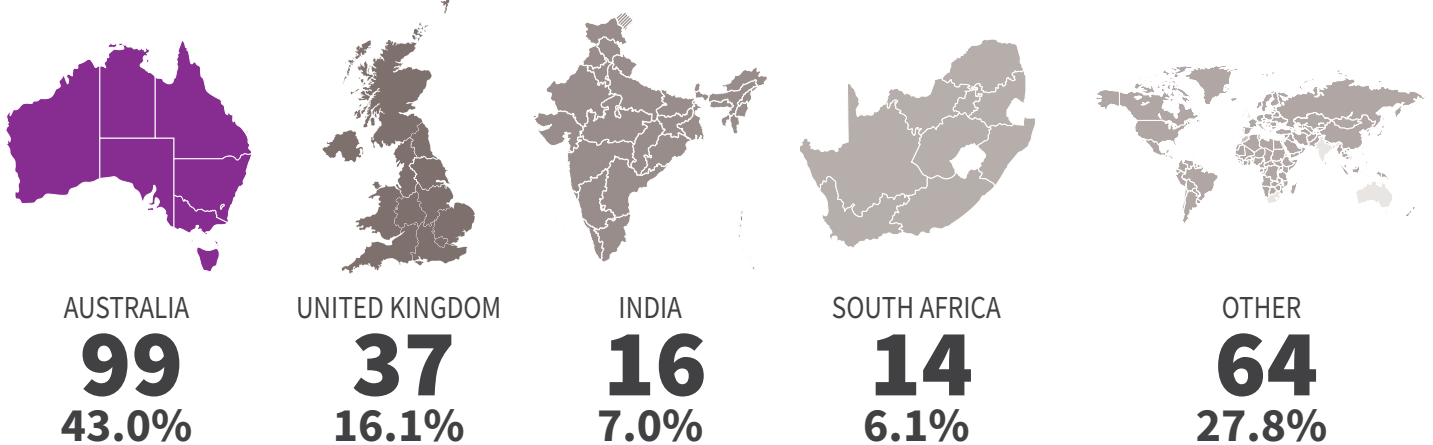 AUSTRALIA
99
43.0%
UNITED KINGDOM
37
16.1%
INDIA
16
7.0%
SOUTH AFRICA
14
6.1%
OTHER
64
27.8%